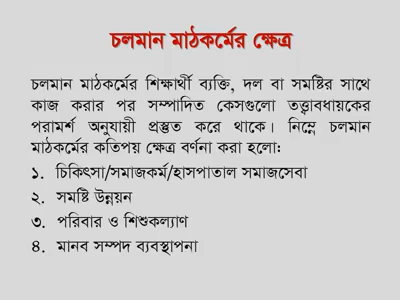 চলমান মাঠকর্মের ক্ষেত্র
চলমান মাঠকর্মের শিক্ষার্থী ব্যক্তি, দল বা সমষ্টির সাথে
কাজ করার পর সম্পাদিত কেসগুলো তত্ত্বাবধায়কের
পরামর্শ অনুযায়ী প্রস্তুত করে থাকে। নিম্নে চলমান
মাঠকর্মের কতিপয় ক্ষেত্র বর্ণনা করা হলো:
১. চিকিৎসা/সমাজকর্ম/হাসপাতাল সমাজসেবা
২. সমষ্টি উন্নয়ন
৩. পরিবার ও শিশুকল্যাণ
৪. মানব সম্পদ ব্যবস্থাপনা